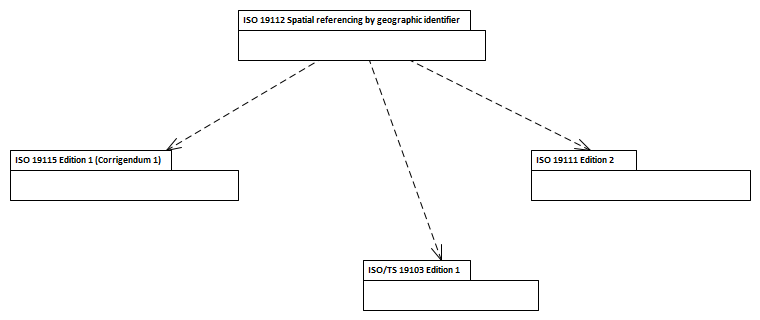 ISO 19112 Spatial referencing by geographic identifier
ISO 19115 Edition 1 (Corrigendum 1)
ISO 19111 Edition 2
ISO/TS 19103 Edition 1